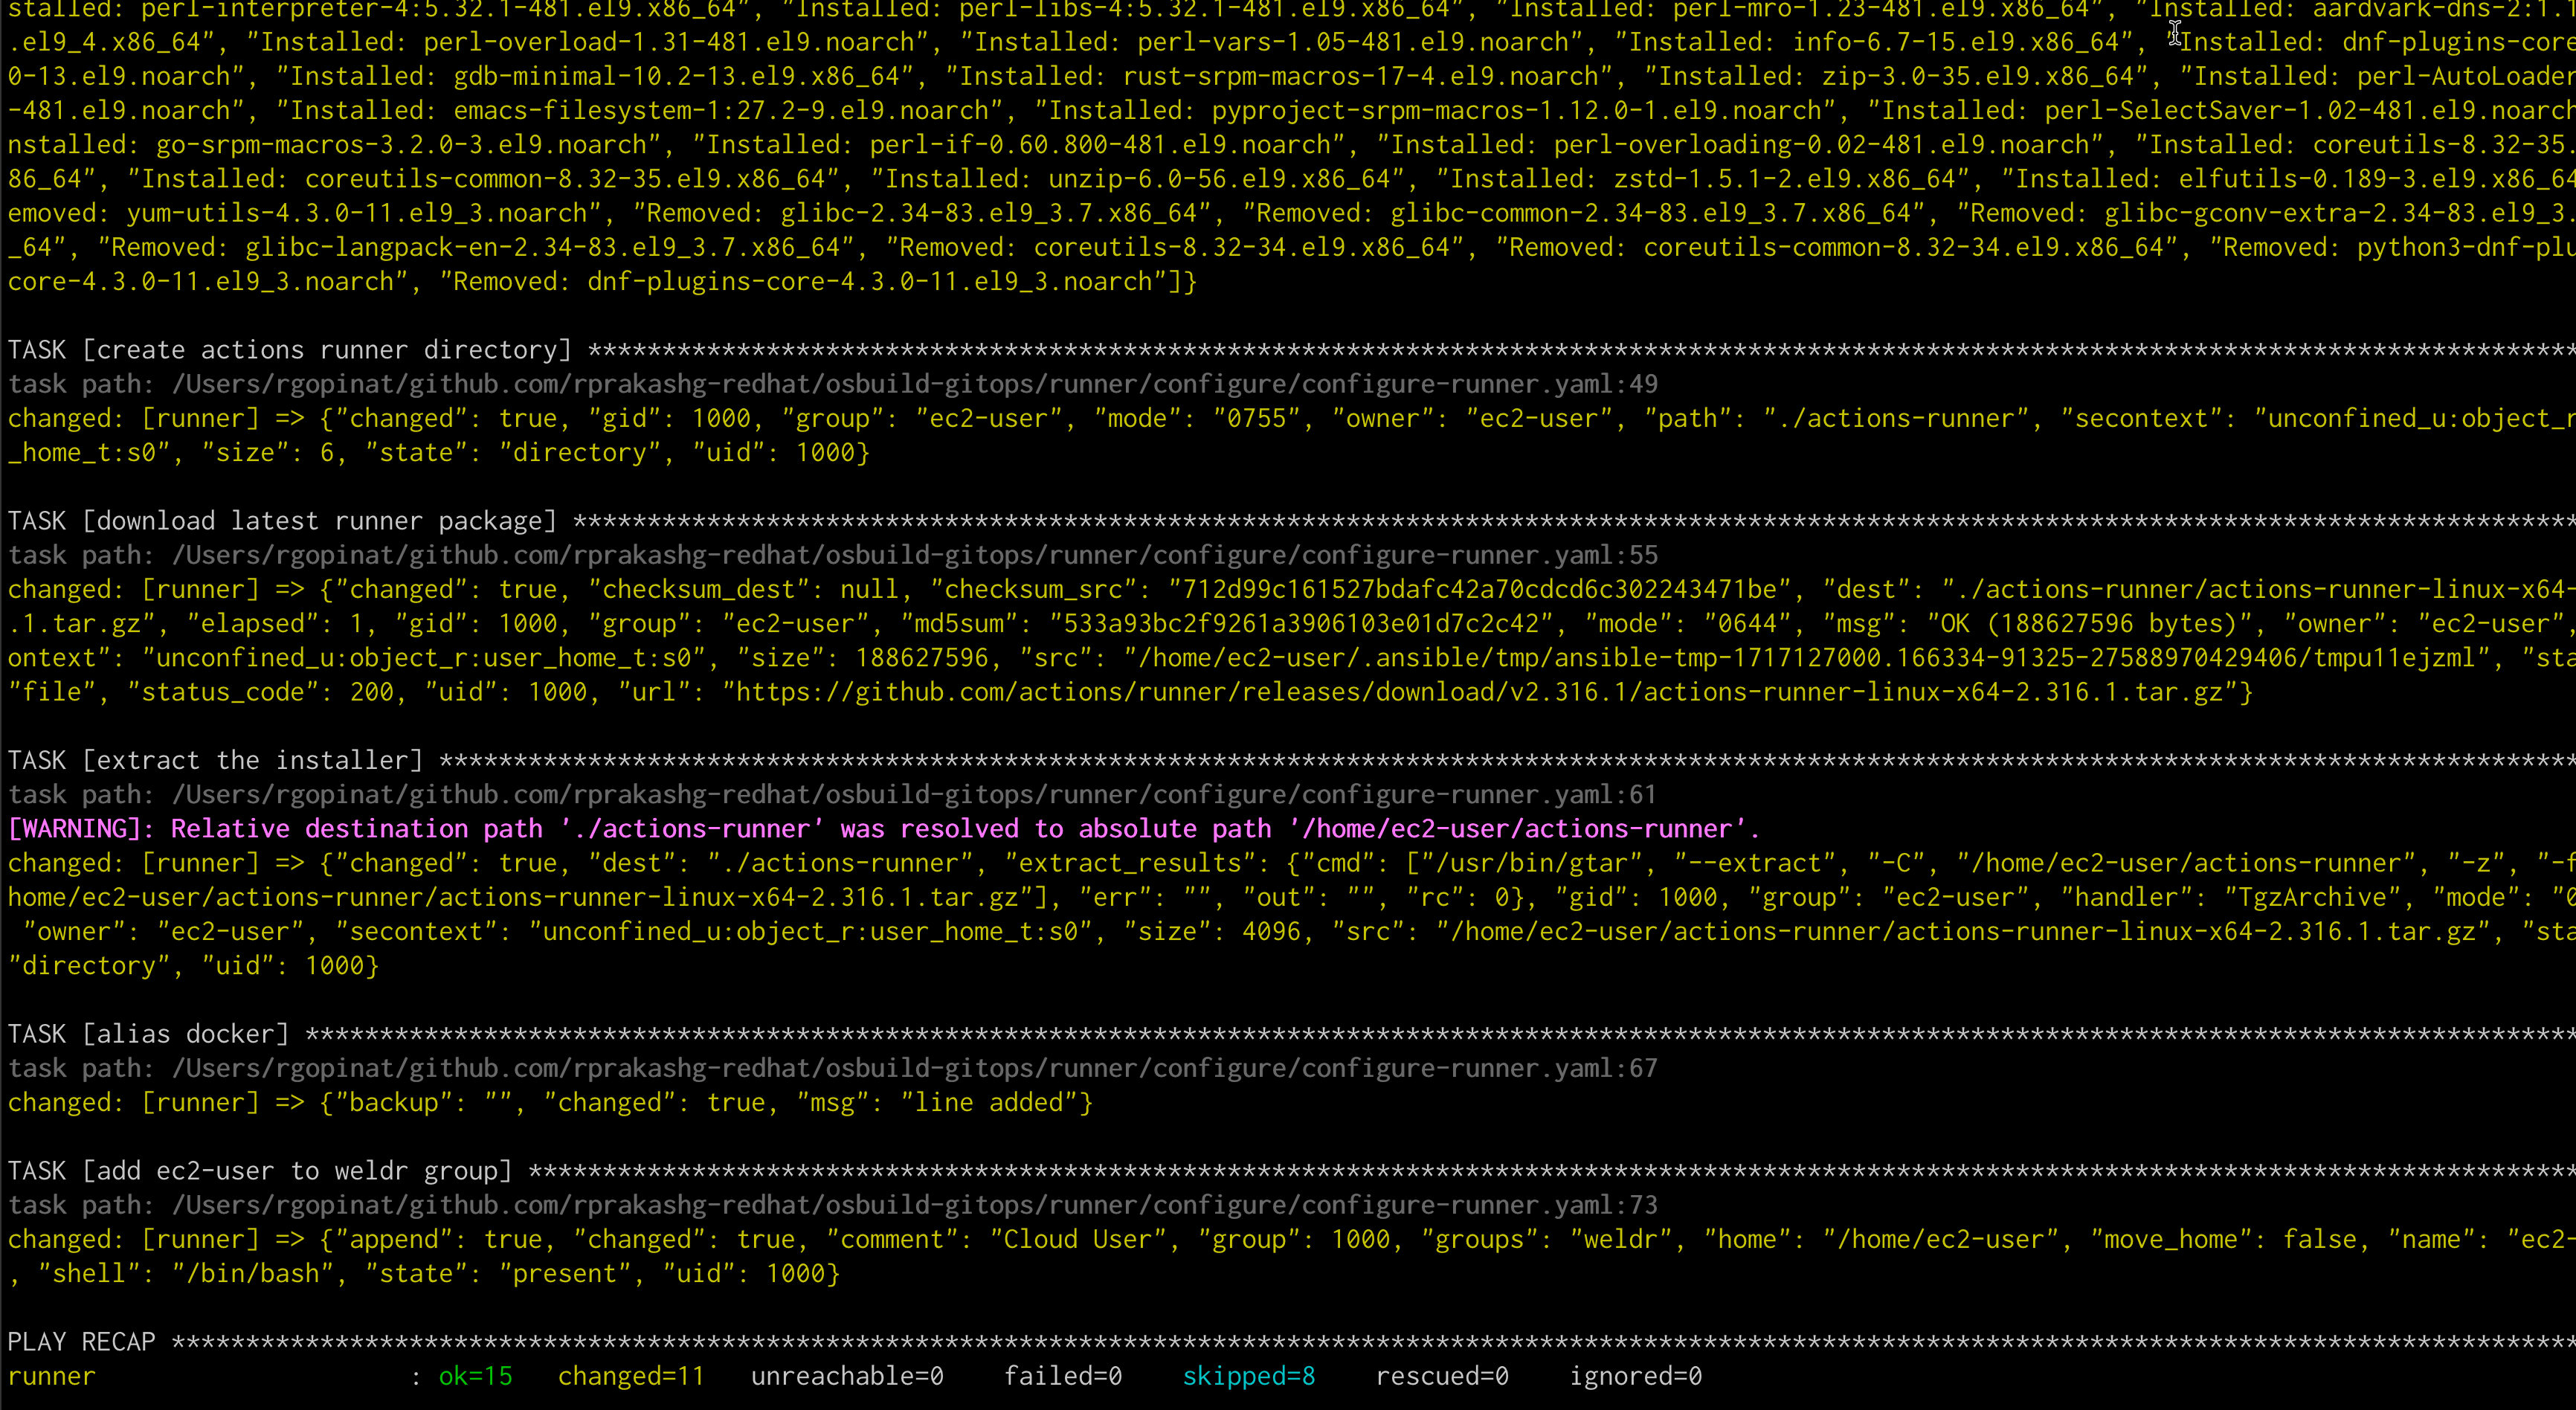 stalled: perl-interpreter-4:5.32.1-481.el9.x86_64", "Installed: perl-libs-4:5.32.1-481.el9.x86_64", "Installed: perl-mro-1.23-481.el9.x86_64", "Installed: aardvark-dns-2:1.1
.el9_4.x86_64", "Installed: perl-overload-1.31-481.el9.noarch", "Installed: perl-vars-1.05-481.el9.noarch", "Installed: info-6.7-15.el9.x86_64", "Installed: dnf-plugins-core
0-13.el9.noarch", "Installed: gdb-minimal-10.2-13.el9.x86_64", "Installed: rust-srpm-macros-17-4.el9.noarch", "Installed: zip-3.0-35.el9.x86_64", "Installed: perl-AutoLoader
-481.el9.noarch", "Installed: emacs-filesystem-1:27.2-9.el9.noarch", "Installed: pyproject-srpm-macros-1.12.0-1.el9.noarch", "Installed: perl-SelectSaver-1.02-481.el9.noarch
nstalled: go-srpm-macros-3.2.0-3.el9.noarch", "Installed: perl-if-0.60.800-481.el9.noarch", "Installed: perl-overloading-0.02-481.el9.noarch", "Installed: coreutils-8.32-35.
86_64", "Installed: coreutils-common-8.32-35.el9.x86_64", "Installed: unzip-6.0-56.el9.x86_64", "Installed: zstd-1.5.1-2.el9.x86_64", "Installed: elfutils-0.189-3.el9.x86_64
emoved: yum-utils-4.3.0-11.el9_3.noarch", "Removed: glibc-2.34-83.el9_3.7.x86_64", "Removed: glibc-common-2.34-83.el9_3.7.x86_64", "Removed: glibc-gconv-extra-2.34-83.el9_3.
_64", "Removed: glibc-langpack-en-2.34-83.el9_3.7.x86_64", "Removed: coreutils-8.32-34.el9.x86_64", "Removed: coreutils-common-8.32-34.el9.x86_64", "Removed: python3-dnf-plu
core-4.3.0-11.el9_3.noarch", "Removed: dnf-plugins-core-4.3.0-11.el9_3.noarch"]}
TASK [create actions runner directory] **************************************************************************************************************************************
task path: /Users/rgopinat/github.com/rprakashg-redhat/osbuild-gitops/runner/configure/configure-runner.yaml:49
changed: [runner] => {"changed": true, "gid": 1000, "group": "ec2-user", "mode": "0755", "owner": "ec2-user", "path": "./actions-runner", "secontext": "unconfined_u:object_r
_home_t:s0", "size": 6, "state": "directory", "uid": 1000}
TASK [download latest runner package] ***************************************************************************************************************************************
task path: /Users/rgopinat/github.com/rprakashg-redhat/osbuild-gitops/runner/configure/configure-runner.yaml:55
changed: [runner] => {"changed": true, "checksum_dest": null, "checksum_src": "712d99c161527bdafc42a70cdcd6c302243471be", "dest": "./actions-runner/actions-runner-linux-x64-
.1.tar.gz", "elapsed": 1, "gid": 1000, "group": "ec2-user", "md5sum": "533a93bc2f9261a3906103e01d7c2c42", "mode": "0644", "msg": "OK (188627596 bytes)", "owner": "ec2-user",
ontext": "unconfined_u:object_r:user_home_t:s0", "size": 188627596, "src": "/home/ec2-user/.ansible/tmp/ansible-tmp-1717127000.166334-91325-27588970429406/tmpu11ejzml", "sta
"file", "status_code": 200, "uid": 1000, "url": "https://github.com/actions/runner/releases/download/v2.316.1/actions-runner-linux-x64-2.316.1.tar.gz"}
TASK [extract the installer] ************************************************************************************************************************************************
task path: /Users/rgopinat/github.com/rprakashg-redhat/osbuild-gitops/runner/configure/configure-runner.yaml:61
[WARNING]: Relative destination path './actions-runner' was resolved to absolute path '/home/ec2-user/actions-runner'.
changed: [runner] => {"changed": true, "dest": "./actions-runner", "extract_results": {"cmd": ["/usr/bin/gtar", "--extract", "-C", "/home/ec2-user/actions-runner", "-z", "-f
home/ec2-user/actions-runner/actions-runner-linux-x64-2.316.1.tar.gz"], "err": "", "out": "", "rc": 0}, "gid": 1000, "group": "ec2-user", "handler": "TgzArchive", "mode": "0
"owner": "ec2-user", "secontext": "unconfined_u:object_r:user_home_t:s0", "size": 4096, "src": "/home/ec2-user/actions-runner/actions-runner-linux-x64-2.316.1.tar.gz", "sta
"directory", "uid": 1000}
TASK [alias docker] *********************************************************************************************************************************************************
task path: /Users/rgopinat/github.com/rprakashg-redhat/osbuild-gitops/runner/configure/configure-runner.yaml:67
changed: [runner] => {"backup": "", "changed": true, "msg": "line added"}
TASK [add ec2-user to weldr group] ******************************************************************************************************************************************
task path: /Users/rgopinat/github.com/rprakashg-redhat/osbuild-gitops/runner/configure/configure-runner.yaml:73
changed: [runner] => {"append": true, "changed": true, "comment": "Cloud User", "group": 1000, "groups": "weldr", "home": "/home/ec2-user", "move_home": false, "name": "ec2-
, "shell": "/bin/bash", "state": "present", "uid": 1000}
PLAY RECAP ******************************************************************************************************************************************************************
runner : ok=15 changed=11 unreachable=0 failed=0 skipped=8 rescued=0 ignored=0